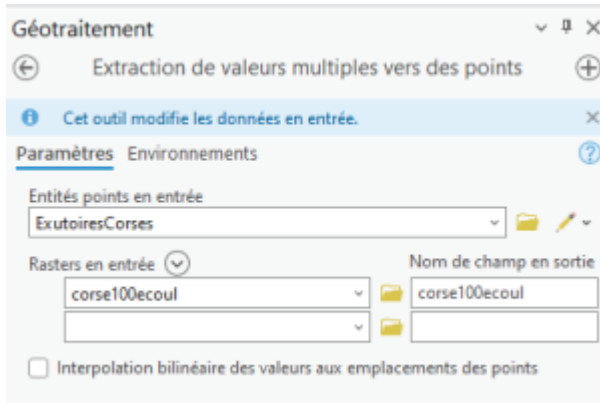 Géotraitement
Extraction de valeurs multiples vers des points
Cet outil modifie les données en entrée.
Paramètres Environnements
Entités points en entrée
ExutoiresCorses
Rasters en entrée Nom de champ en sortie
corse100ecoul corse100ecoul
Interpolation bilinéaire des valeurs aux emplacements des points